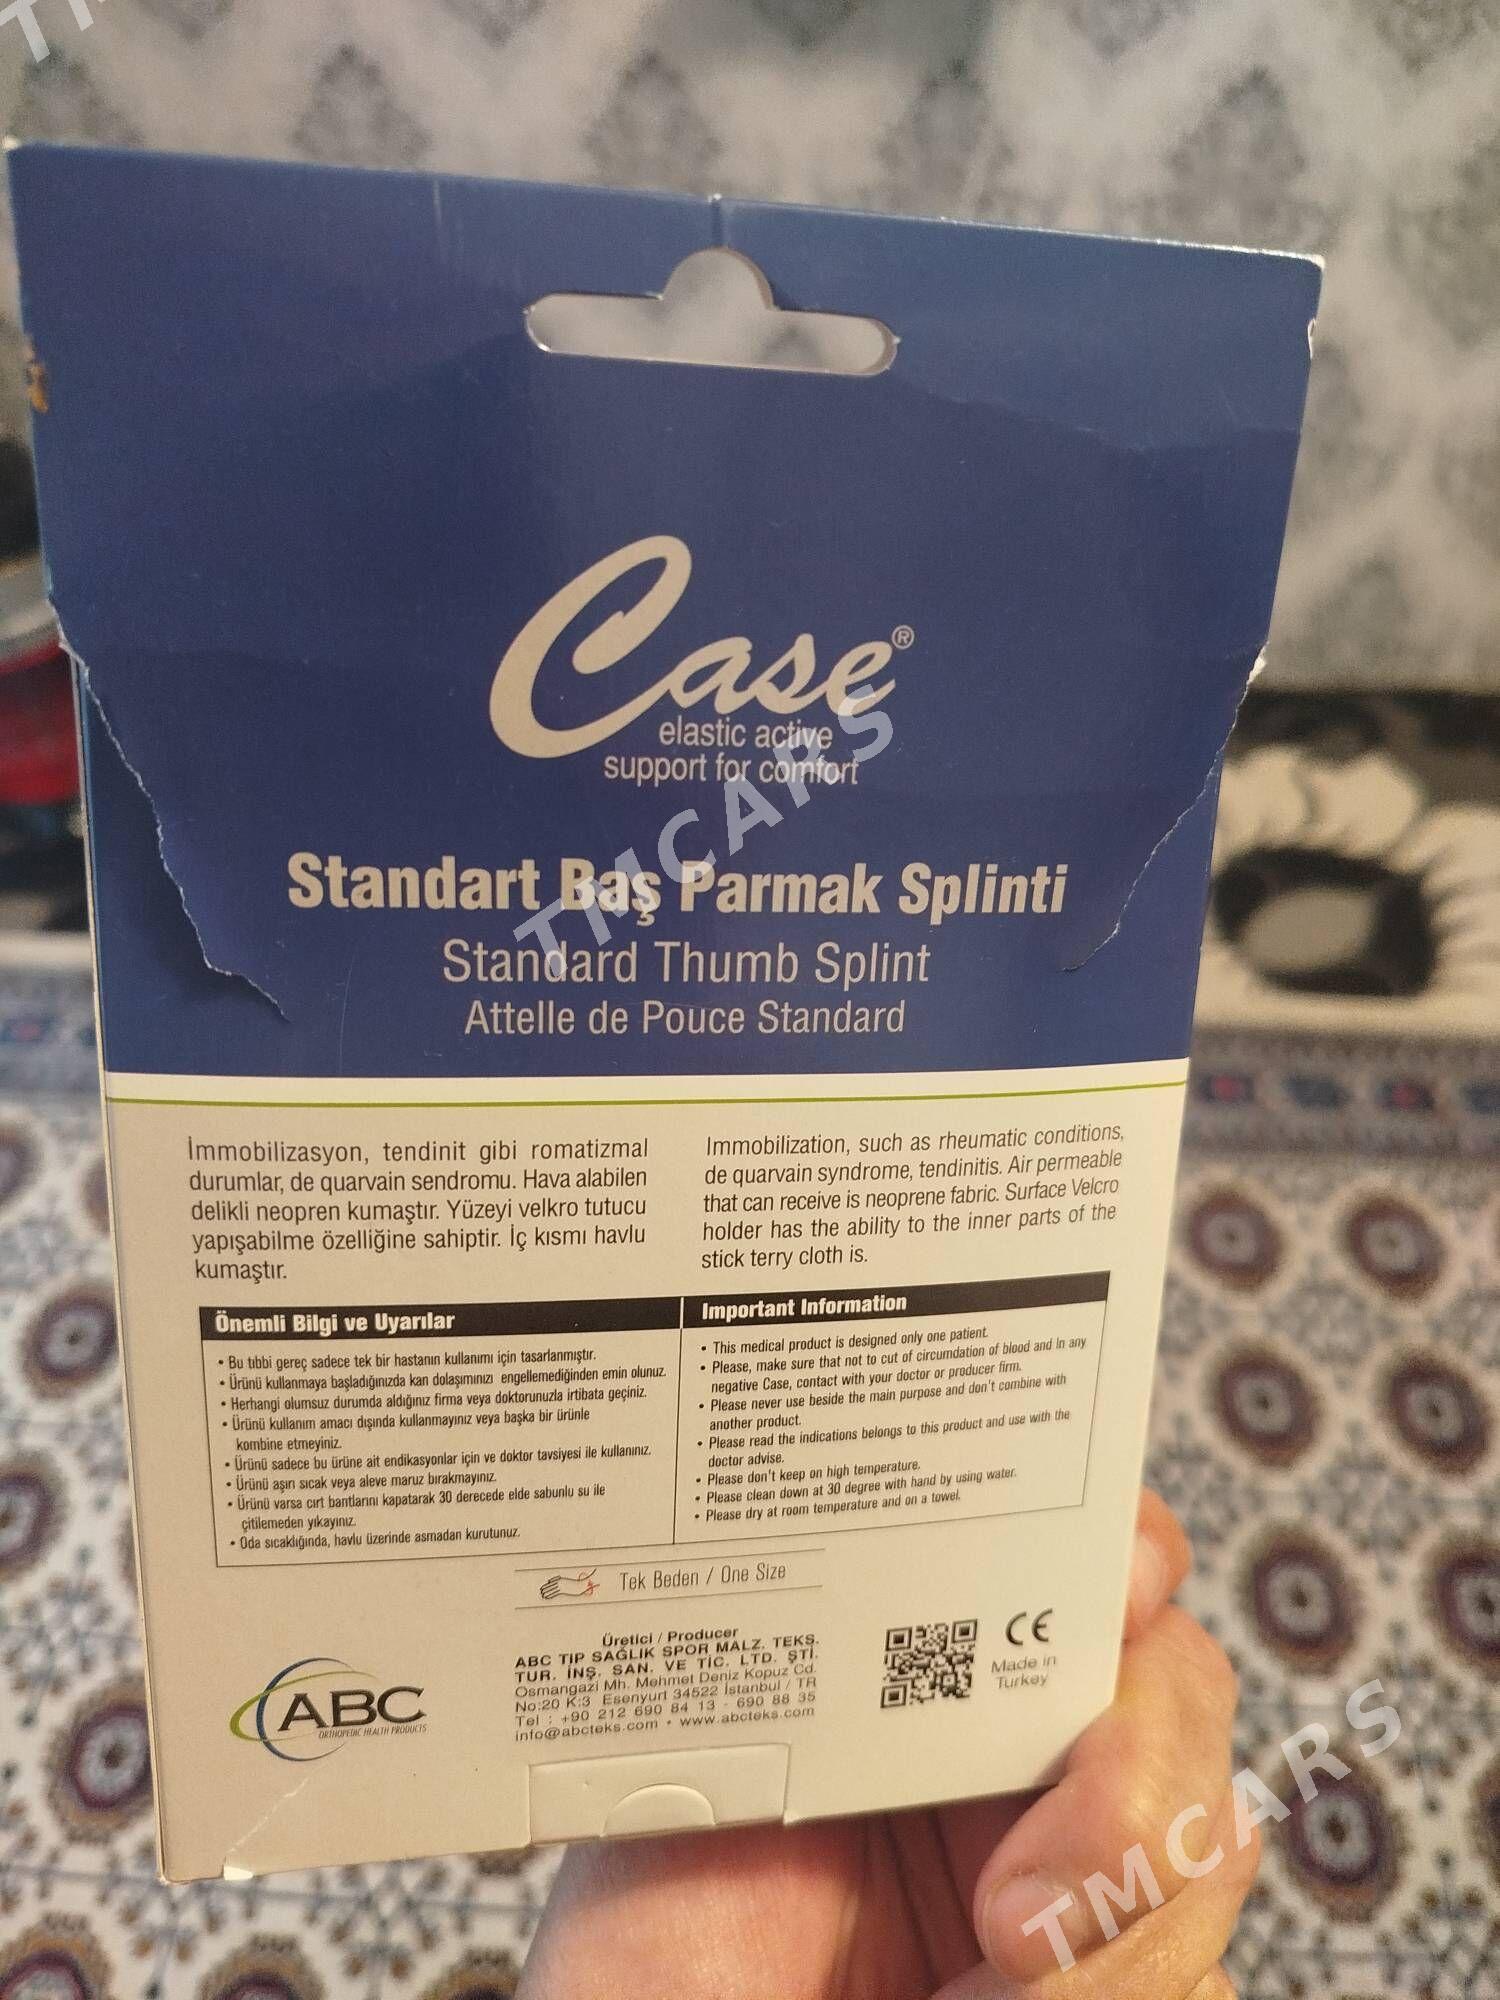 Case®
elastic active
support for comfort
Standart Baş Parmak Splinti
Standard Thumb Splint
Attelle de Pouce Standard
İmmobilizasyon, tendinit gibi romatizmal
durumlar, de quarvain sendromu. Hava alabilen
delikli neopren kumaştır. Yüzeyi velkro tutucu
yapışabilme özelliğine sahiptir. İç kısmı havlu
kumaştır.
Immobilization, such as rheumatic conditions,
de quarvain syndrome, tendinitis. Air permeable
that can receive is neoprene fabric. Surface Velcro
holder has the ability to the inner parts of the
stick terry cloth is.
Önemli Bilgi ve Uyarılar
• Bu tıbbi gereç sadece tek bir hastanın kullanımı için tasarlanmıştır.
• Ürünü kullanmaya başladığınızda kan dolaşımınızı engellemediğinden emin olunuz.
• Herhangi olumsuz durumda aldığınız firma veya doktorunuzla irtibata geçiniz.
• Ürünü kullanım amacı dışında kullanmayınız veya başka bir ürünle
kombine etmeyiniz.
• Ürünü sadece bu ürüne ait endikasyonlar için ve doktor tavsiyesi ile kullanınız.
• Ürünü aşırı sıcak veya aleve maruz bırakmayınız.
• Ürünü varsa cırt bantlarını kapatarak 30 derecede elde sabunlu su ile
çitilemeden yıkayınız.
• Oda sıcaklığında, havlu üzerinde asmadan kurutunuz.
Important Information
• This medical product is designed only one patient.
• Please, make sure that not to cut of circumdation of blood and in any
negative Case, contact with your doctor or producer firm.
• Please never use beside the main purpose and don't combine with
another product.
• Please read the indications belongs to this product and use with the
doctor advise.
• Please don't keep on high temperature.
• Please clean down at 30 degree with hand by using water.
• Please dry at room temperature and on a towel.
Tek Beden / One Size
Üretici / Producer
ABC TIP SAĞLIK SPOR MALZ. TEKS.
TUR. İNŞ. SAN. VE TİC. LTD. ŞTİ.
Osmangazi Mh. Mehmet Deniz Kopuz Cd.
No:20 K:3 Esenyurt 34522 İstanbul / TR
Tel : +90 212 690 84 13 - 690 88 35
info@abcteks.com • www.abcteks.com
ABC
ORTHOPEDIC HEALTH PRODUCTS
CE
Made in
Turkey
TMCARS
TMCARS